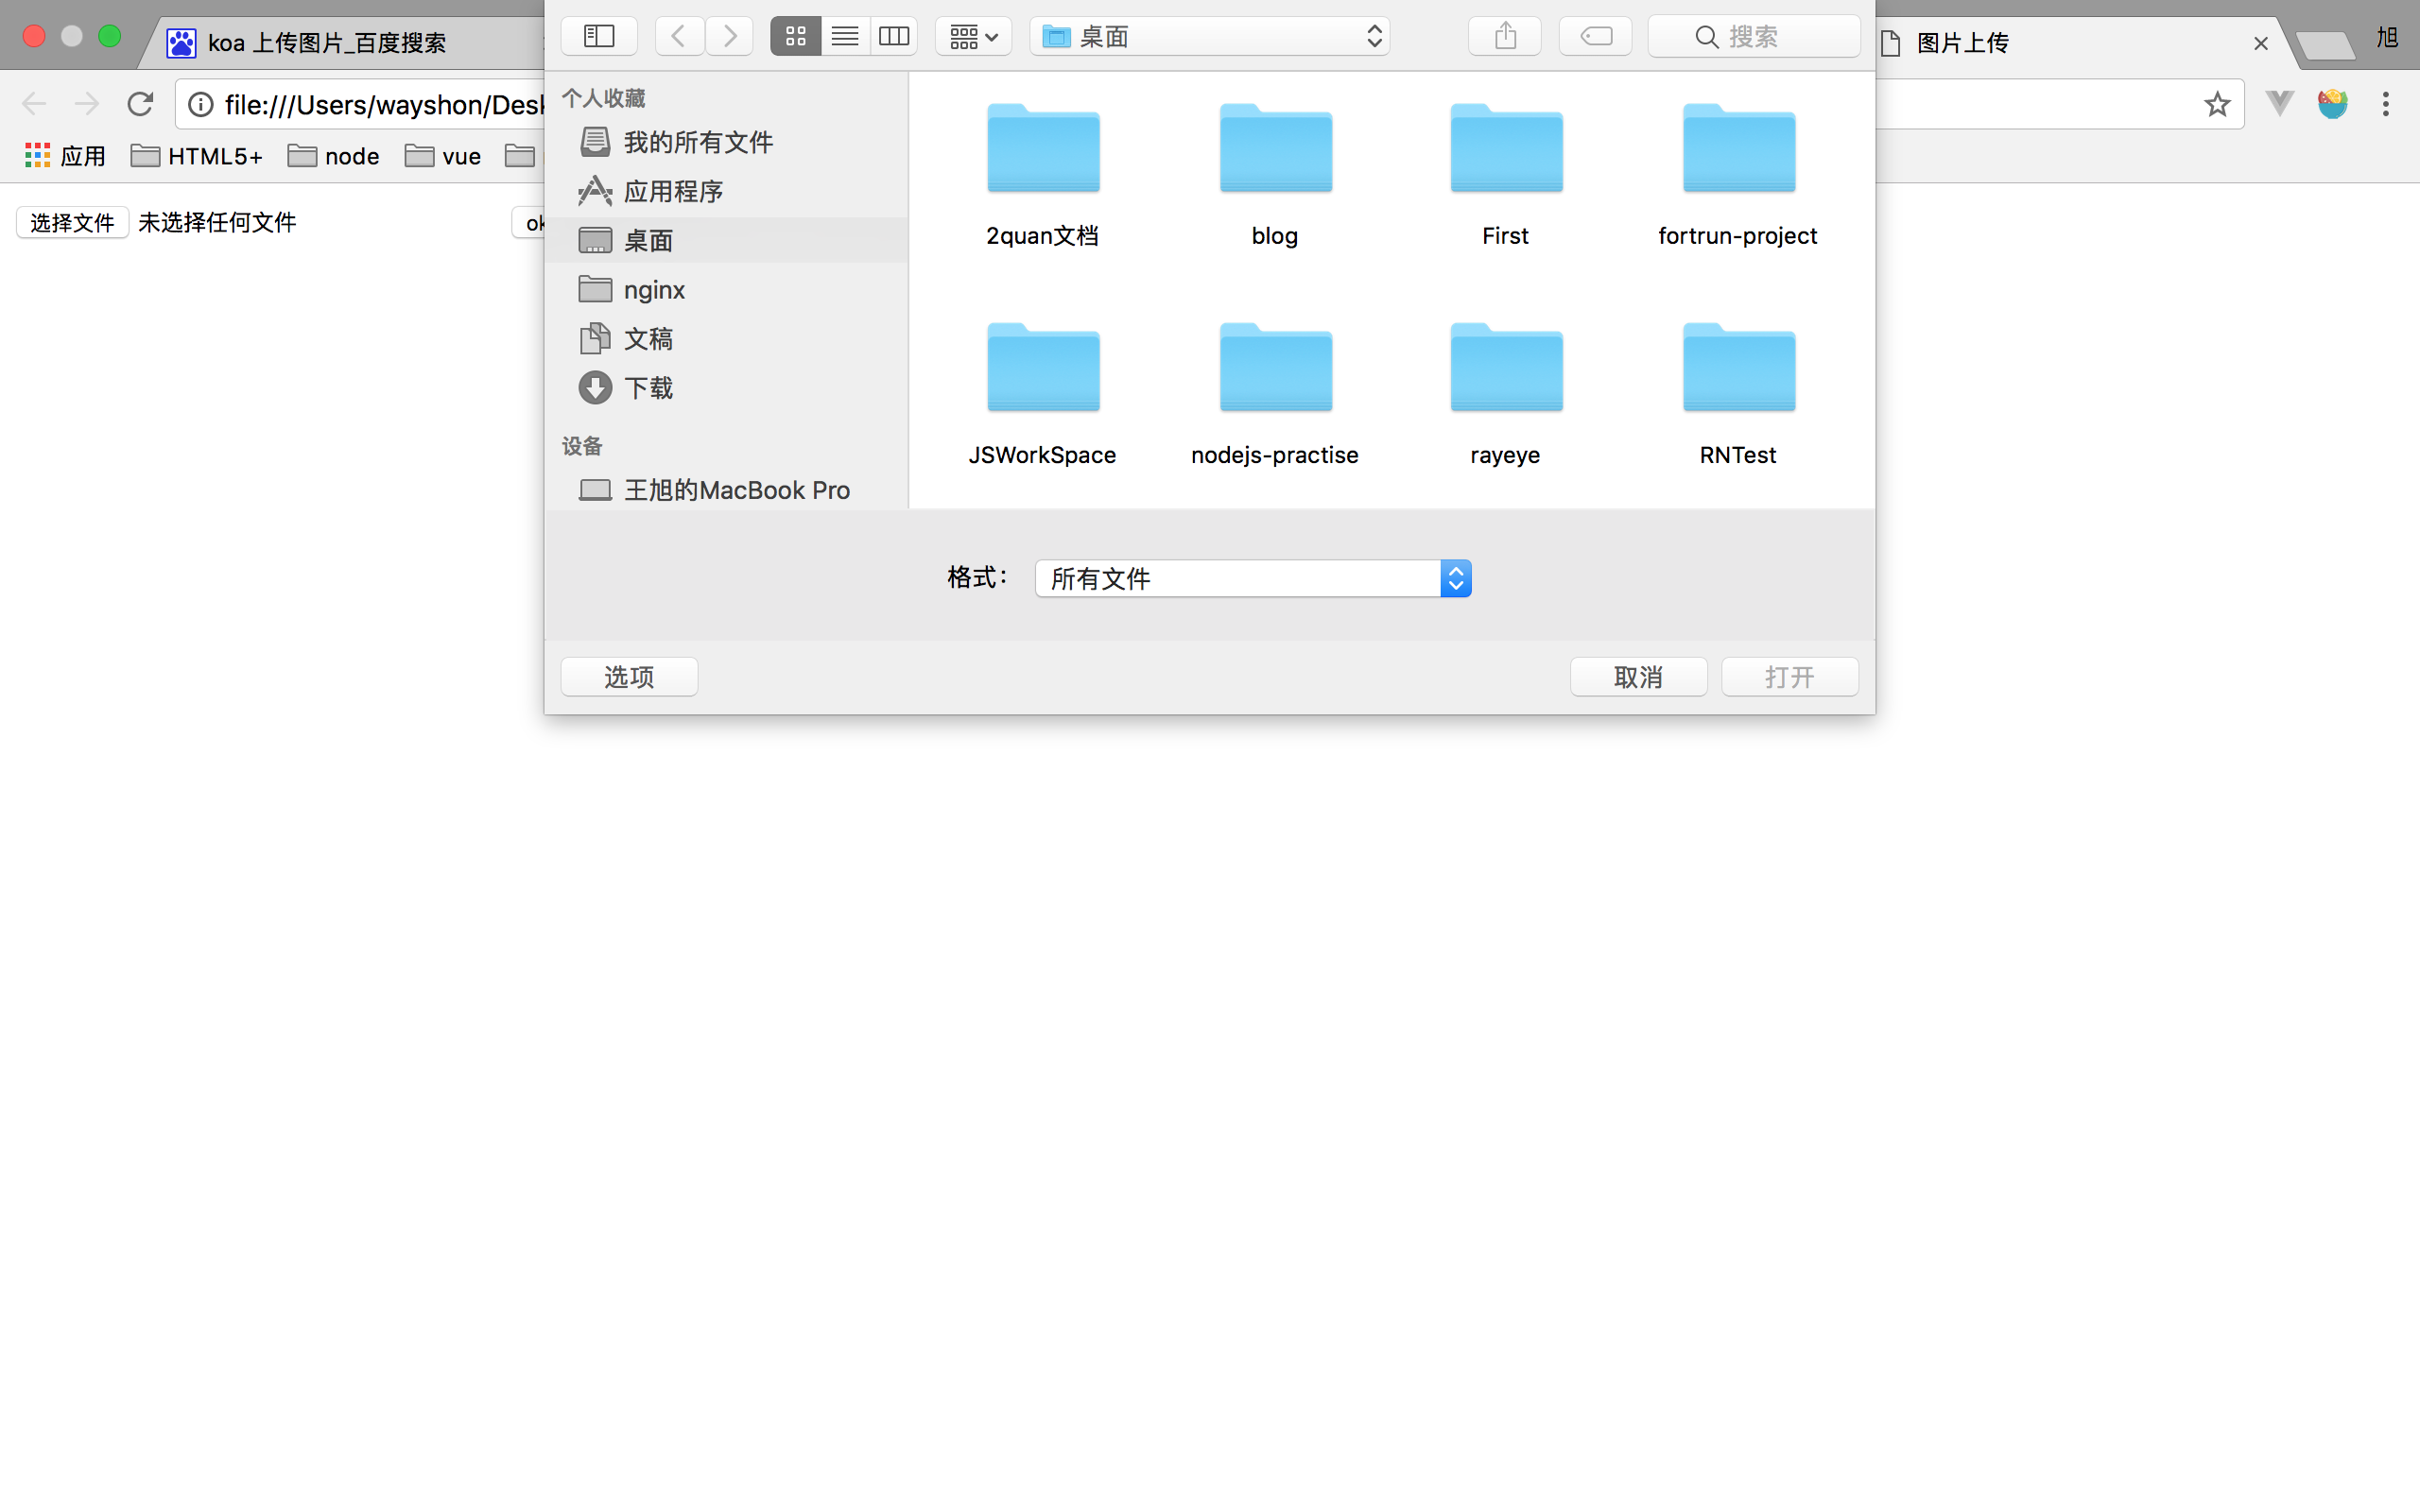 koa 上传图片_百度搜索
桌面
搜索
图片上传
旭
file:///Users/wayshon/Desk
应用
HTML5+
node
vue
选择文件 未选择任何文件
ok
个人收藏
我的所有文件
应用程序
桌面
nginx
文稿
下载
设备
王旭的MacBook Pro
2quan文档
blog
First
fortrun-project
JSWorkSpace
nodejs-practise
rayeye
RNTest
格式：
所有文件
选项
取消
打开